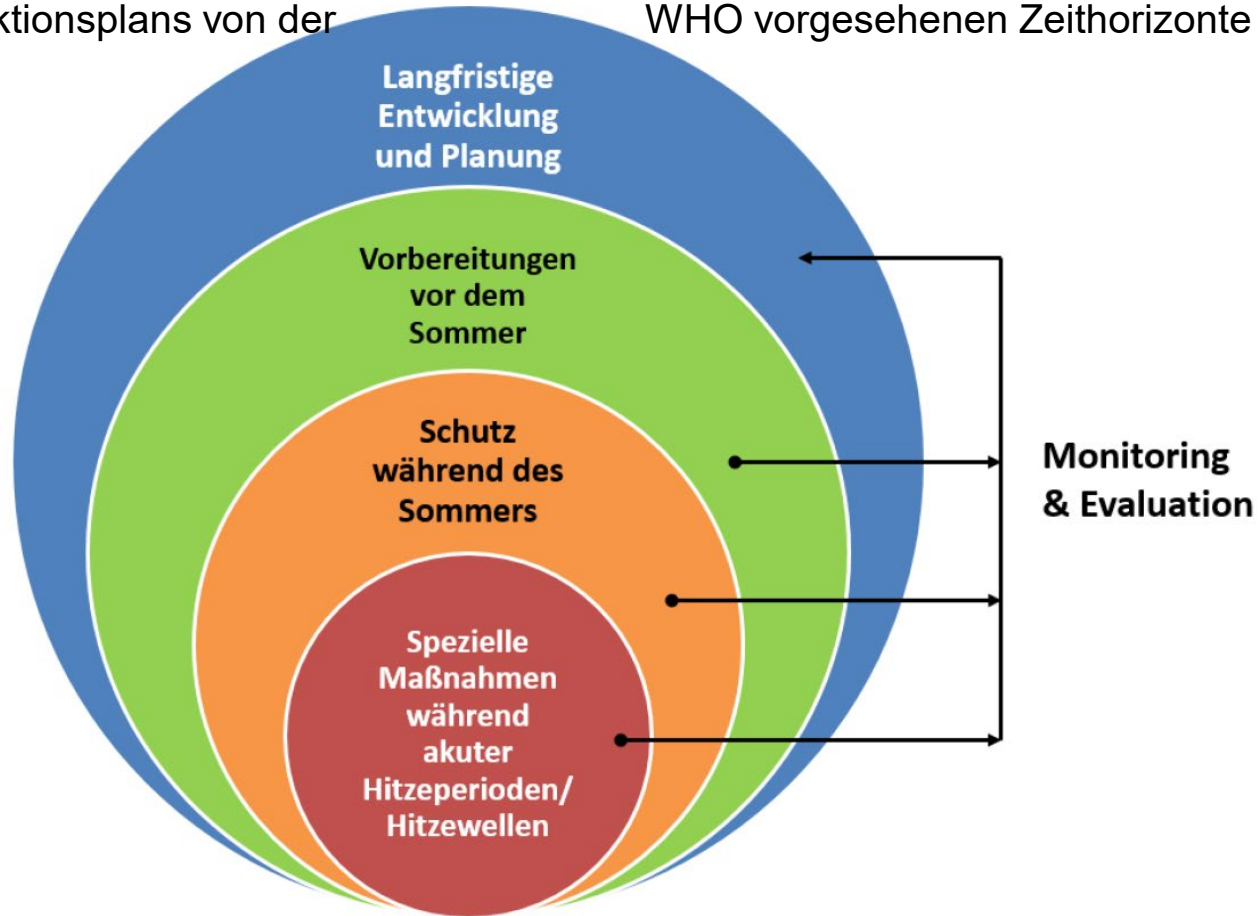 ktionsplans von der WHO vorgesehenen Zeithorizonte
Langfristige
Entwicklung
und Planung
Vorbereitungen
vor dem
Sommer
Schutz
während des
Sommers
Spezielle
Maßnahmen
während
akuter
Hitzeperioden/
Hitzewellen
Monitoring
& Evaluation